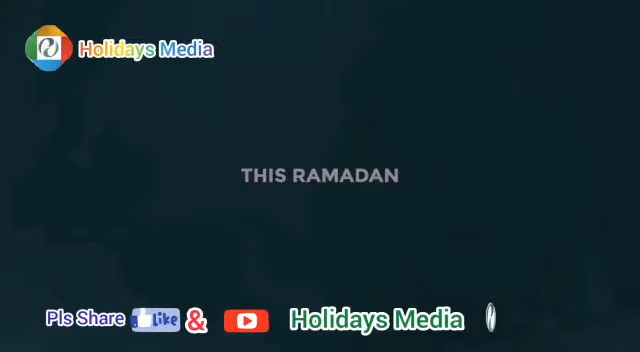 Holidays Media
THIS RAMADAN
Pls Share Like & Holidays Media